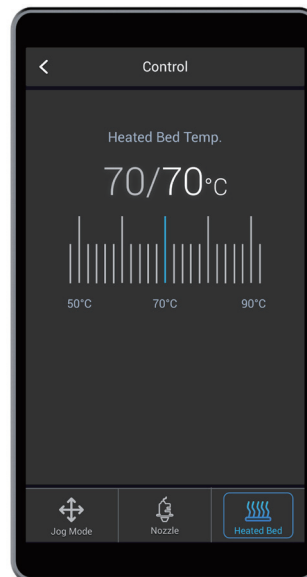 Control
Heated Bed Temp.
70/70°C
50°C 70°C 90°C
Jog Mode Nozzle Heated Bed